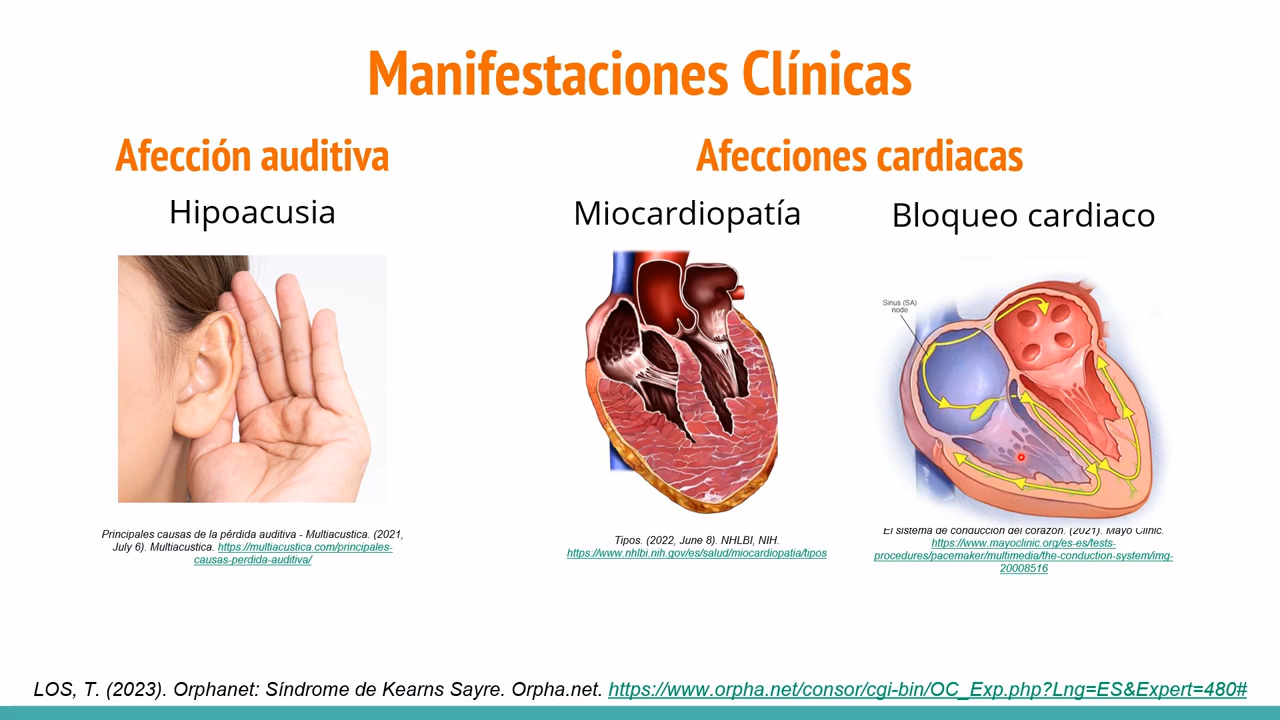 Manifestaciones Clínicas
Afección auditiva
Hipoacusia
Principales causas de la pérdida auditiva - Multiacustica. (2021,
July 6). Multiacustica. https://multiacustica.com/principales-
causas-perdida-auditiva/
Afecciones cardiacas
Miocardiopatía
Tipos. (2022, June 8). NHLBI, NIH.
https://www.nhlbi.nih.gov/es/salud/miocardiopatia/tipos
Bloqueo cardiaco
Sinus (SA)
node
El sistema de conducción del corazón. (2021). Mayo Clinic.
https://www.mayoclinic.org/es-es/tests-
procedures/pacemaker/multimedia/the-conduction-system/img-
20008516
LOS, T. (2023). Orphanet: Síndrome de Kearns Sayre. Orpha.net. https://www.orpha.net/consor/cgi-bin/OC_Exp.php?Lng=ES&Expert=480#